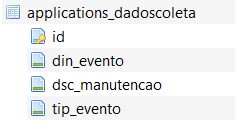 applications_dadoscoleta
id
din_evento
dsc_manutencao
tip_evento